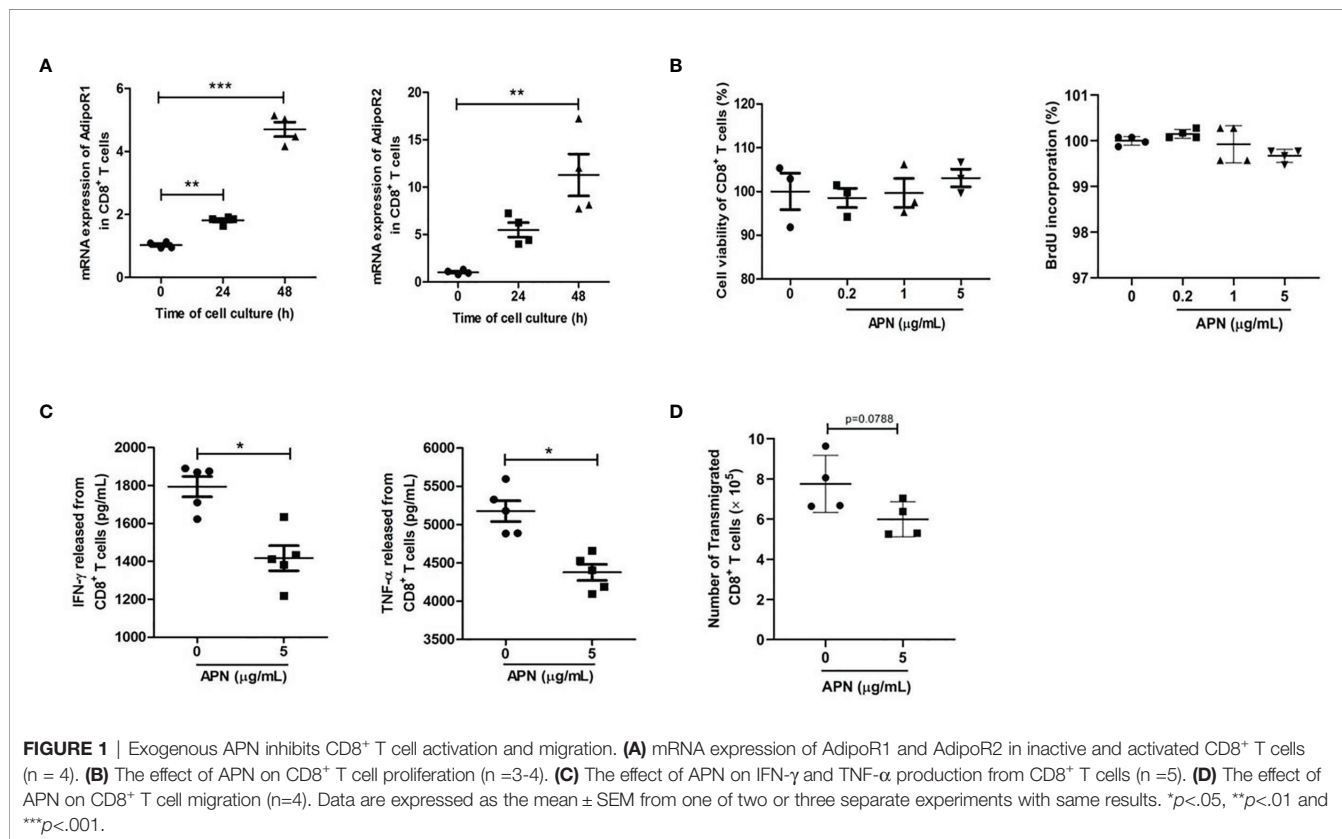 A
mRNA expression of AdipoR1
in CD8+ T cells
6
4
2
0
***
**
0 24 48
Time of cell culture (h)
mRNA expression of AdipoR2
in CD8+ T cells
20
15
10
5
0
**
0 24 48
Time of cell culture (h)
B
Cell viability of CD8+ T cells (%)
120
110
100
90
80
0 0.2 1 5
APN (μg/mL)
BrdU incorporation (%)
101
100
99
98
97
0 0.2 1 5
APN (μg/mL)
C
IFN-γ released from
CD8+ T cells (pg/mL)
2000
1800
1600
1400
1200
1000
*
0 5
APN (μg/mL)
TNF-α released from
CD8+ T cells (pg/mL)
6000
5500
5000
4500
4000
3500
*
0 5
APN (μg/mL)
D
Number of Transmigrated
CD8+ T cells (× 10^5)
10
8
6
4
2
0
p=0.0788
0 5
APN (μg/mL)
FIGURE 1 | Exogenous APN inhibits CD8+ T cell activation and migration. (A) mRNA expression of AdipoR1 and AdipoR2 in inactive and activated CD8+ T cells
(n = 4). (B) The effect of APN on CD8+ T cell proliferation (n =3-4). (C) The effect of APN on IFN-γ and TNF-α production from CD8+ T cells (n =5). (D) The effect of
APN on CD8+ T cell migration (n=4). Data are expressed as the mean ± SEM from one of two or three separate experiments with same results. *p<.05, **p<.01 and
***p<.001.